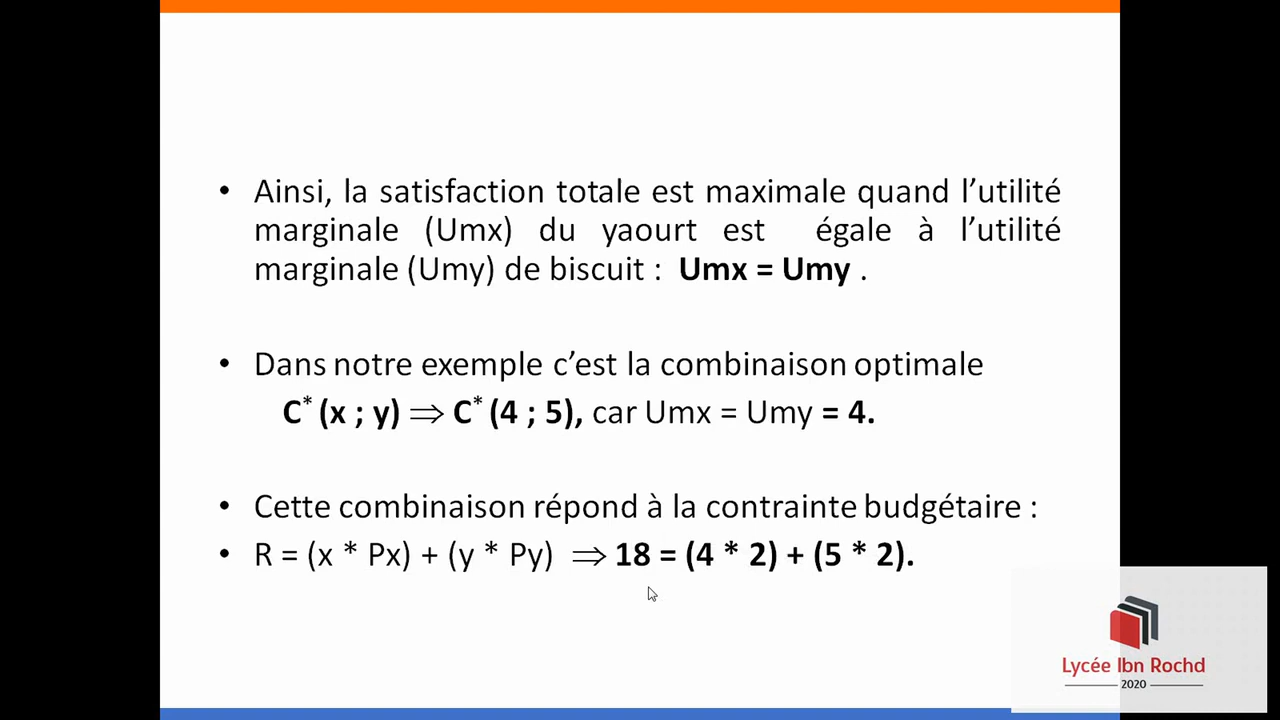 • Ainsi, la satisfaction totale est maximale quand l’utilité
marginale (Umx) du yaourt est égale à l’utilité
marginale (Umy) de biscuit : Umx = Umy .
• Dans notre exemple c’est la combinaison optimale
C* (x ; y) ⇒ C* (4 ; 5), car Umx = Umy = 4.
• Cette combinaison répond à la contrainte budgétaire :
• R = (x * Px) + (y * Py) ⇒ 18 = (4 * 2) + (5 * 2).
Lycée Ibn Rochd
2020